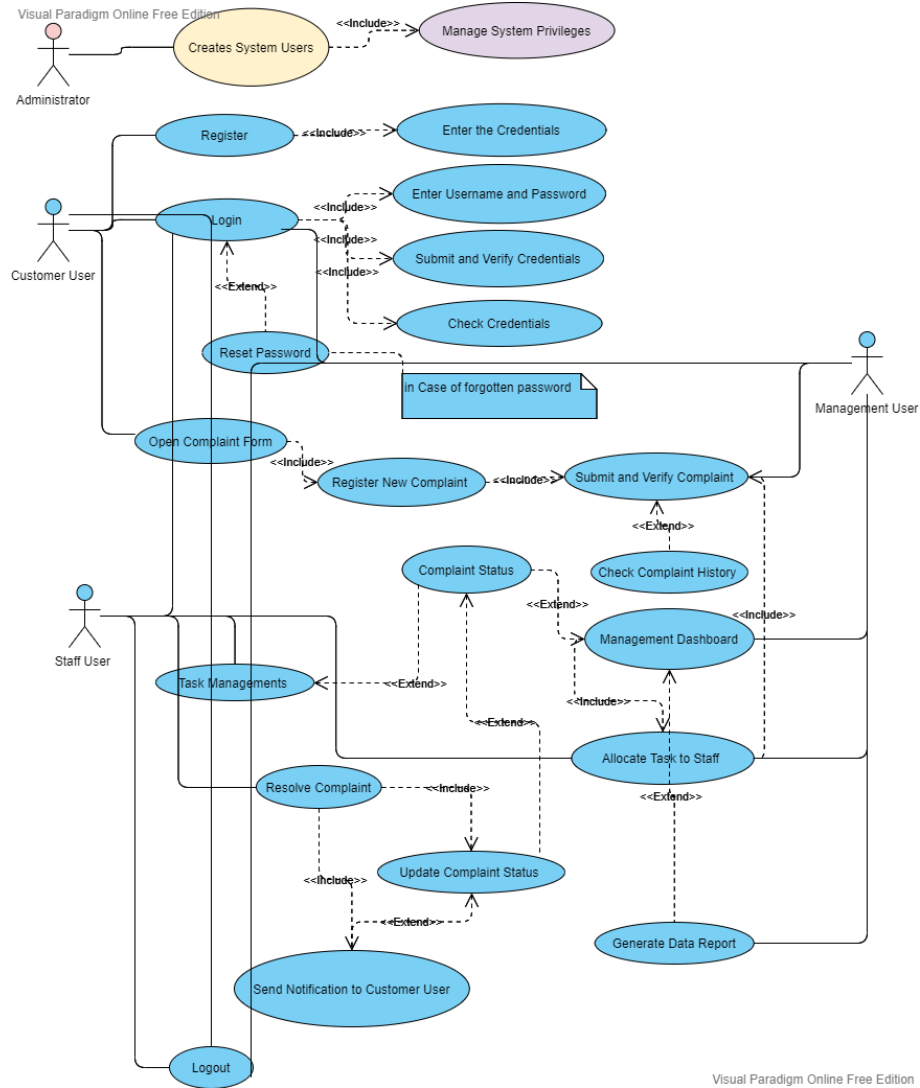 Visual Paradigm Online Free Edition
<<Include>>
Creates System Users
Manage System Privileges
Administrator
Register
<<Include>>
Enter the Credentials
Enter Username and Password
<<Include>>
Login
<<Include>>
Submit and Verify Credentials
<<Include>>
Customer User
<<Extend>>
Check Credentials
Reset Password
in Case of forgotten password
Management User
Open Complaint Form
<<Include>>
Register New Complaint
<<Include>>
Submit and Verify Complaint
<<Extend>>
Complaint Status
Check Complaint History
<<Extend>>
<<Include>>
Management Dashboard
Staff User
Task Managements
<<Extend>>
<<Include>>
<<Extend>>
Allocate Task to Staff
Resolve Complaint
<<Include>>
<<Extend>>
Update Complaint Status
<<Include>>
<<Extend>>
Generate Data Report
Send Notification to Customer User
Logout
Visual Paradigm Online Free Edition